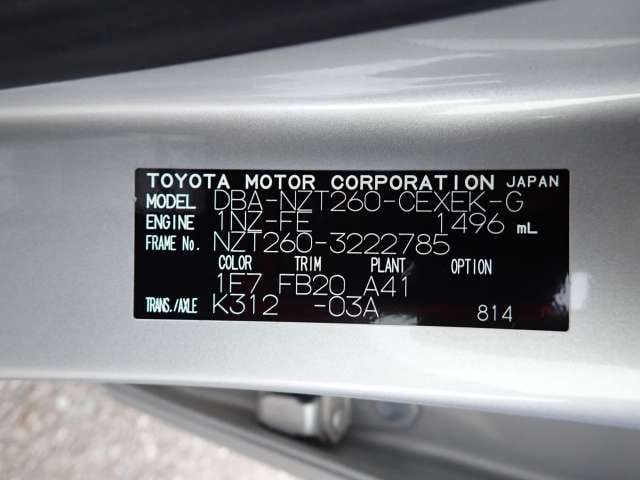 TOYOTA MOTOR CORPORATION JAPAN
MODEL DBA-NZT260-CEXEK-G
ENGINE 1NZ-FE 1496 mL
FRAME No. NZT260-3222785
COLOR TRIM PLANT OPTION
1E7 FB20 A41
TRANS./AXLE K312 -03A 814